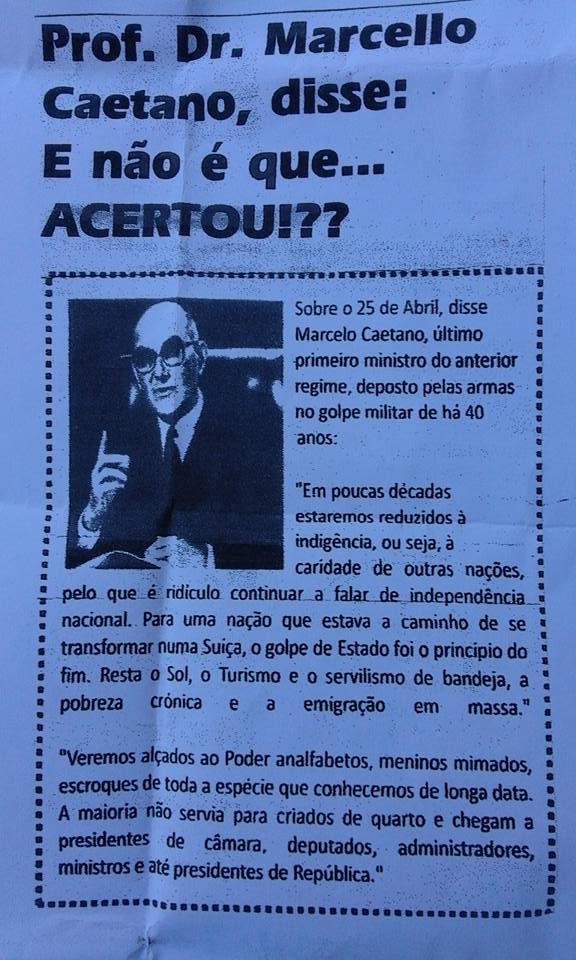 Prof. Dr. Marcello
Caetano, disse:
E não é que...
ACERTOU!??
Sobre o 25 de Abril, disse
Marcelo Caetano, último
primeiro ministro do anterior
regime, deposto pelas armas
no golpe militar de há 40
anos:
"Em poucas décadas
estaremos reduzidos à
indigência, ou seja, à
caridade de outras nações,
pelo que é ridículo continuar a falar de independência
nacional. Para uma nação que estava a caminho de se
transformar numa Suíça, o golpe de Estado foi o princípio do
fim. Resta o Sol, o Turismo e o servilismo de bandeja, a
pobreza crónica e a emigração em massa."
"Veremos alçados ao Poder analfabetos, meninos mimados,
escroques de toda a espécie que conhecemos de longa data.
A maioria não servia para criados de quarto e chegam a
presidentes de câmara, deputados, administradores,
ministros e até presidentes de República."